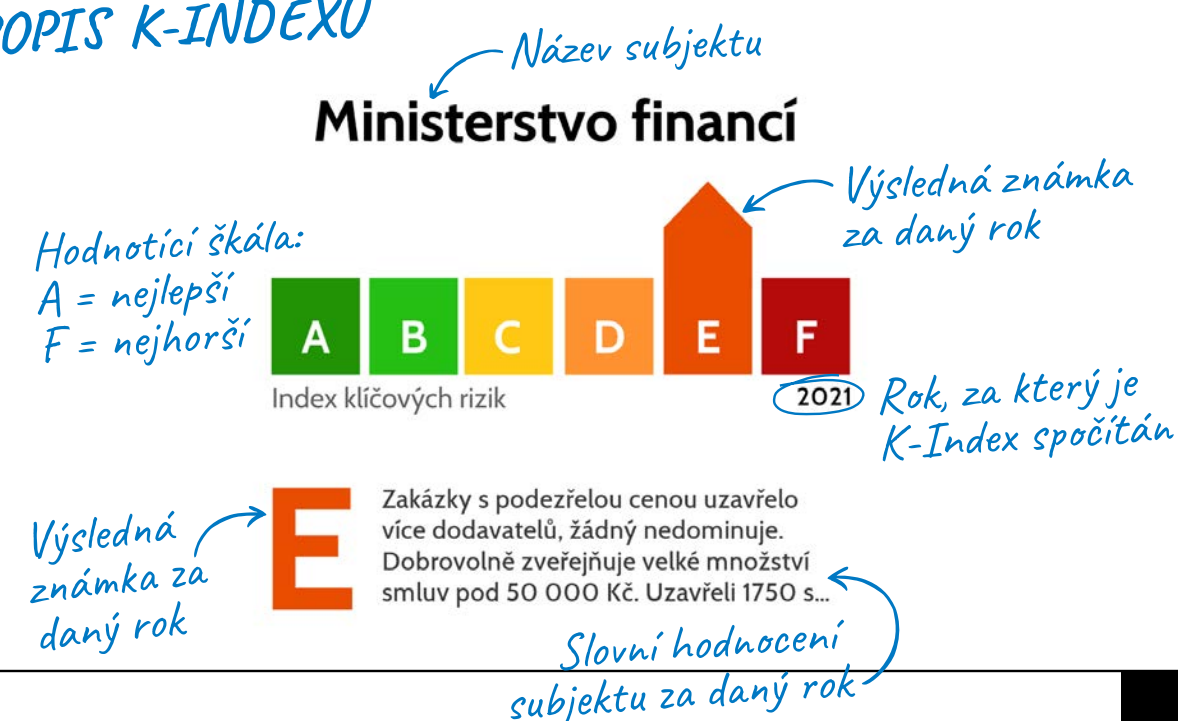 POPIS K-INDEXU
Název subjektu
Ministerstvo financí
Výsledná známka
za daný rok
Hodnotící škála:
A = nejlepší
F = nejhorší
A B C D E F
Index klíčových rizik
2021
Rok, za který je
K-Index spočítán
Výsledná
známka za
daný rok
E
Zakázky s podezřelou cenou uzavřelo
více dodavatelů, žádný nedominuje.
Dobrovolně zveřejňuje velké množství
smluv pod 50 000 Kč. Uzavřeli 1750 s...
Slovní hodnocení
subjektu za daný rok